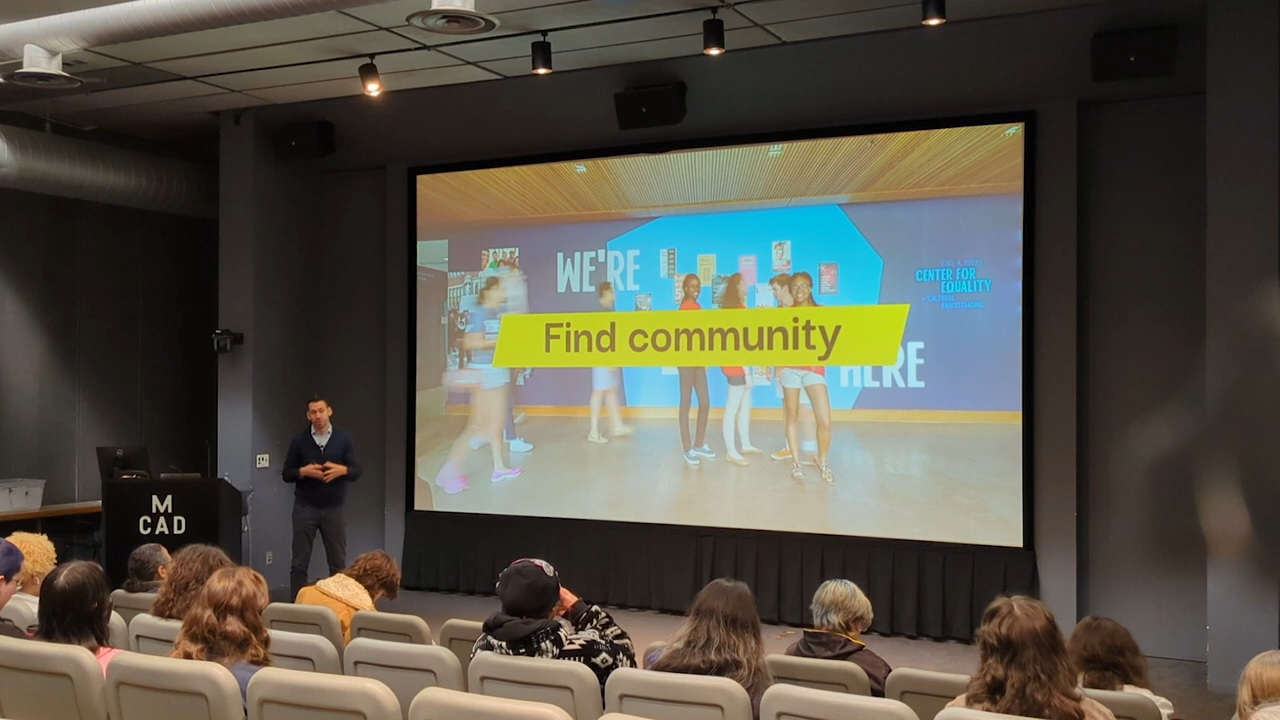 WE'RE
CENTER FOR
EQUALITY
Find community
HERE
M
CAD